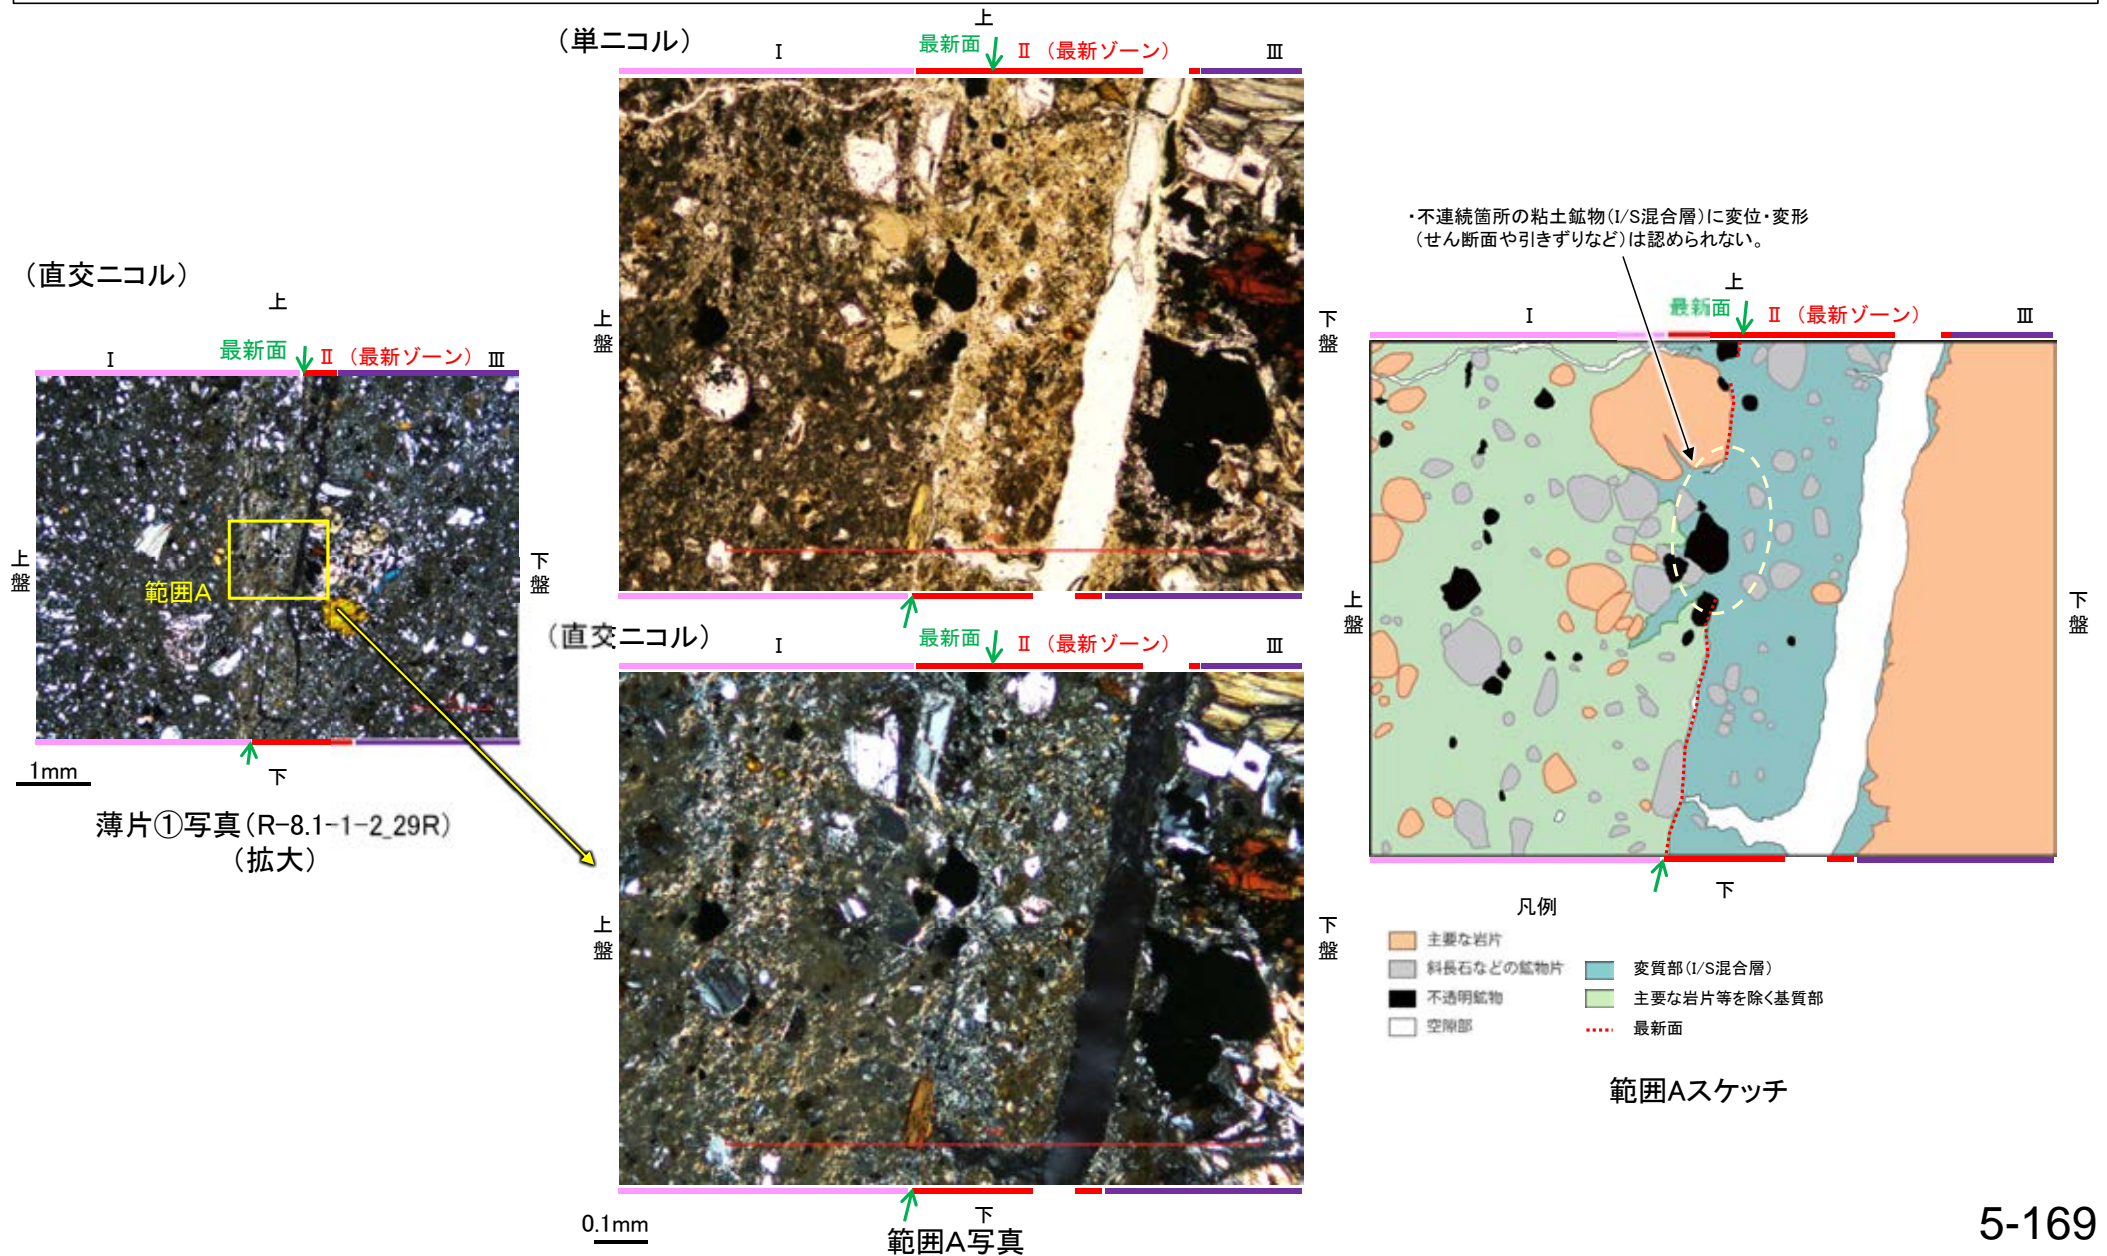 (直交ニコル)
上
I
最新面
Ⅱ (最新ゾーン)
Ⅲ
上盤
範囲A
下盤
下
1mm
薄片①写真(R-8.1-1-2_29R)
(拡大)
(単ニコル)
上
I
最新面
Ⅱ (最新ゾーン)
Ⅲ
上盤
下盤
(直交ニコル)
I
最新面
Ⅱ (最新ゾーン)
Ⅲ
上盤
下盤
下
0.1mm
範囲A写真
・不連続箇所の粘土鉱物(I/S混合層)に変位・変形
(せん断面や引きずりなど)は認められない。
上
I
最新面
Ⅱ (最新ゾーン)
Ⅲ
上盤
下盤
下
凡例
主要な岩片
斜長石などの鉱物片
不透明鉱物
空隙部
変質部(I/S混合層)
主要な岩片等を除く基質部
最新面
範囲Aスケッチ
5-169